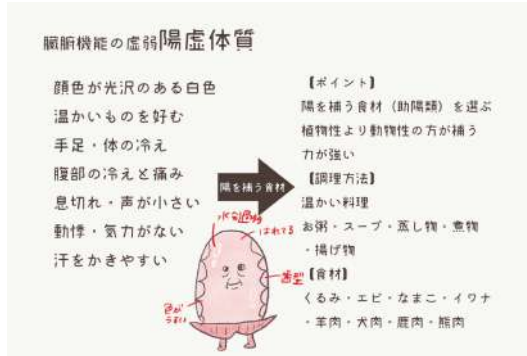 臓腑機能の虚弱陽虚体質
顔色が光沢のある白色
温かいものを好む
手足・体の冷え
腹部の冷えと痛み
息切れ・声が小さい
動悸・気力がない
汗をかきやすい
陽を補う食材
【ポイント】
陽を補う食材（助陽類）を選ぶ
植物性より動物性の方が補う
力が強い
【調理方法】
温かい料理
お粥・スープ・蒸し物・煮物
・揚げ物
【食材】
くるみ・エビ・なまこ・イワナ
・羊肉・犬肉・鹿肉・熊肉
はれてる
歯型
色が
うすい